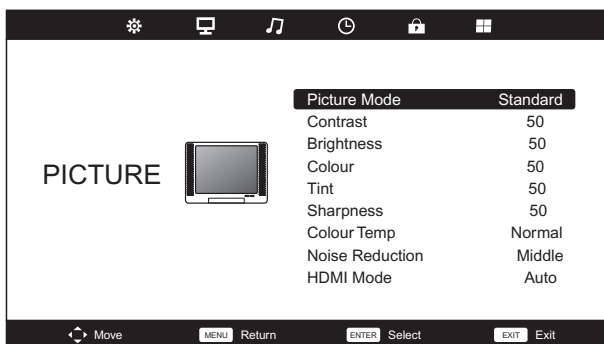 PICTURE
Picture Mode Standard
Contrast 50
Brightness 50
Colour 50
Tint 50
Sharpness 50
Colour Temp Normal
Noise Reduction Middle
HDMI Mode Auto
Move MENU Return ENTER Select EXIT Exit